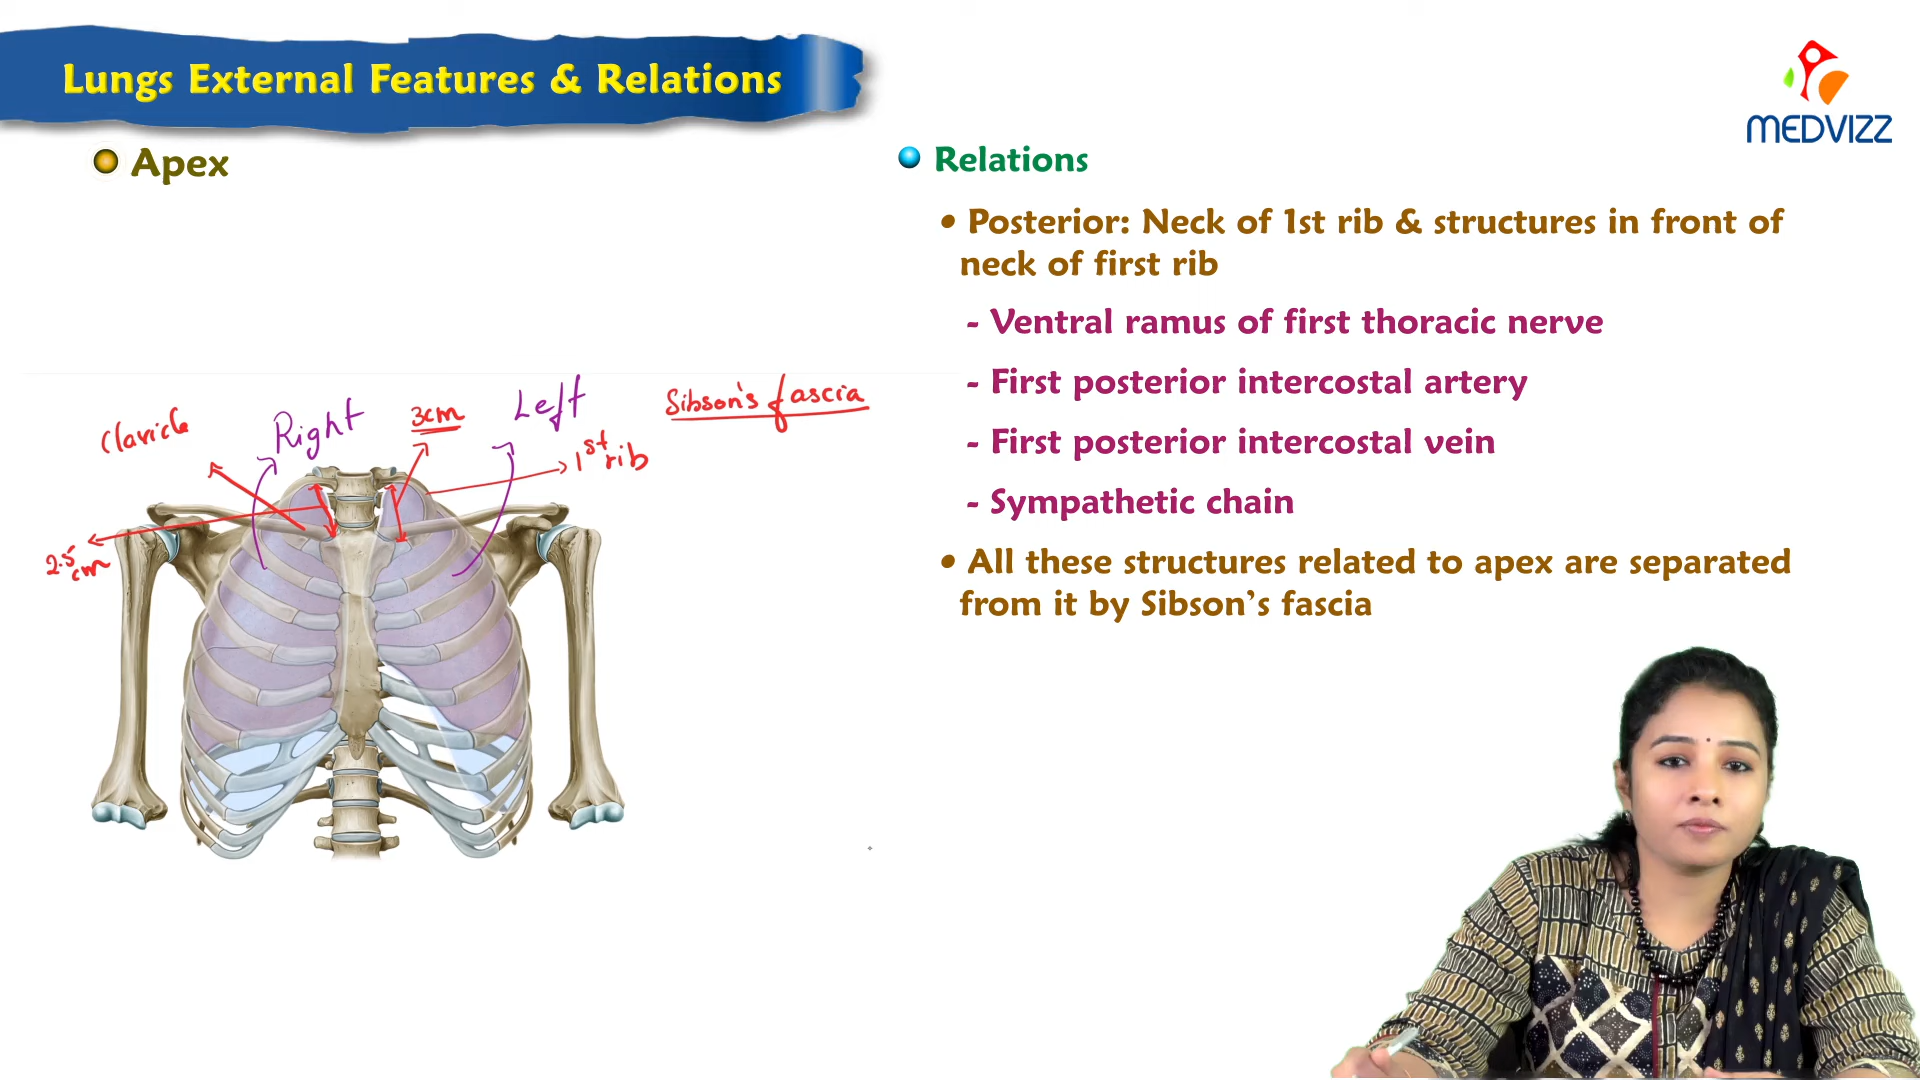 Lungs External Features & Relations
MEDVIZZ
Apex
Clavicle
Right
3cm
Left
Sibson's fascia
1st rib
2.5 cm
Relations
• Posterior: Neck of 1st rib & structures in front of
neck of first rib
- Ventral ramus of first thoracic nerve
- First posterior intercostal artery
- First posterior intercostal vein
- Sympathetic chain
• All these structures related to apex are separated
from it by Sibson's fascia